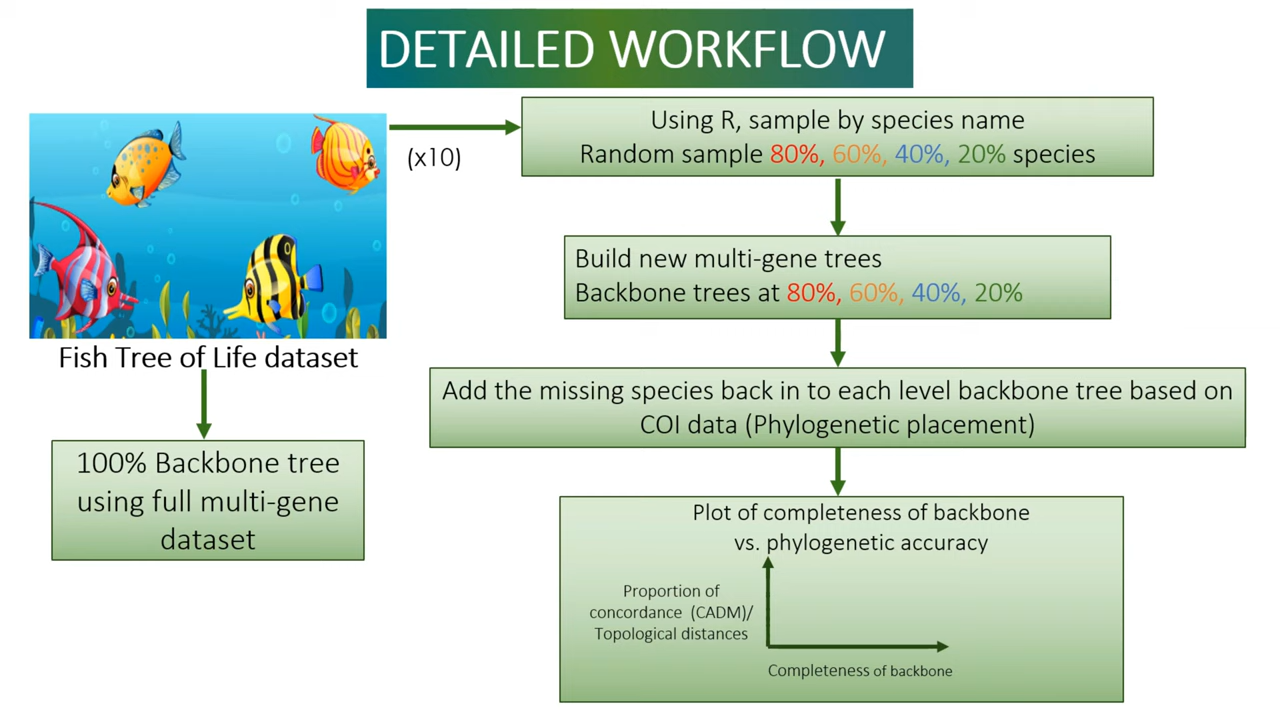 DETAILED WORKFLOW
(x10)
Using R, sample by species name
Random sample 80%, 60%, 40%, 20% species
Build new multi-gene trees
Backbone trees at 80%, 60%, 40%, 20%
Fish Tree of Life dataset
Add the missing species back in to each level backbone tree based on
COI data (Phylogenetic placement)
100% Backbone tree
using full multi-gene
dataset
Plot of completeness of backbone
vs. phylogenetic accuracy
Proportion of
concordance (CADM)/
Topological distances
Completeness of backbone